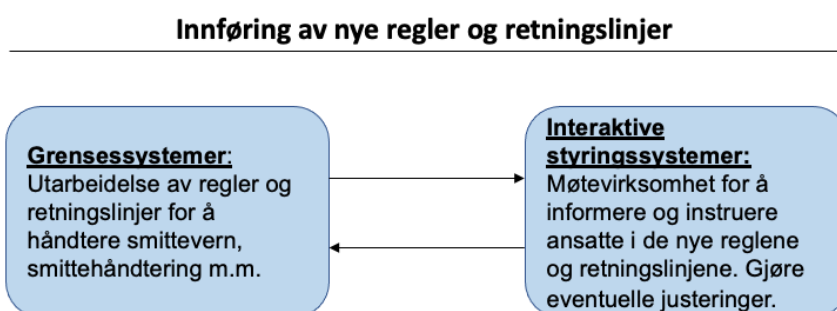 Innføring av nye regler og retningslinjer
Grensessystemer:
Utarbeidelse av regler og
retningslinjer for å
håndtere smittevern,
smittehåndtering m.m.
Interaktive
styringssystemer:
Møtevirksomhet for å
informere og instruere
ansatte i de nye reglene
og retningslinjene. Gjøre
eventuelle justeringer.